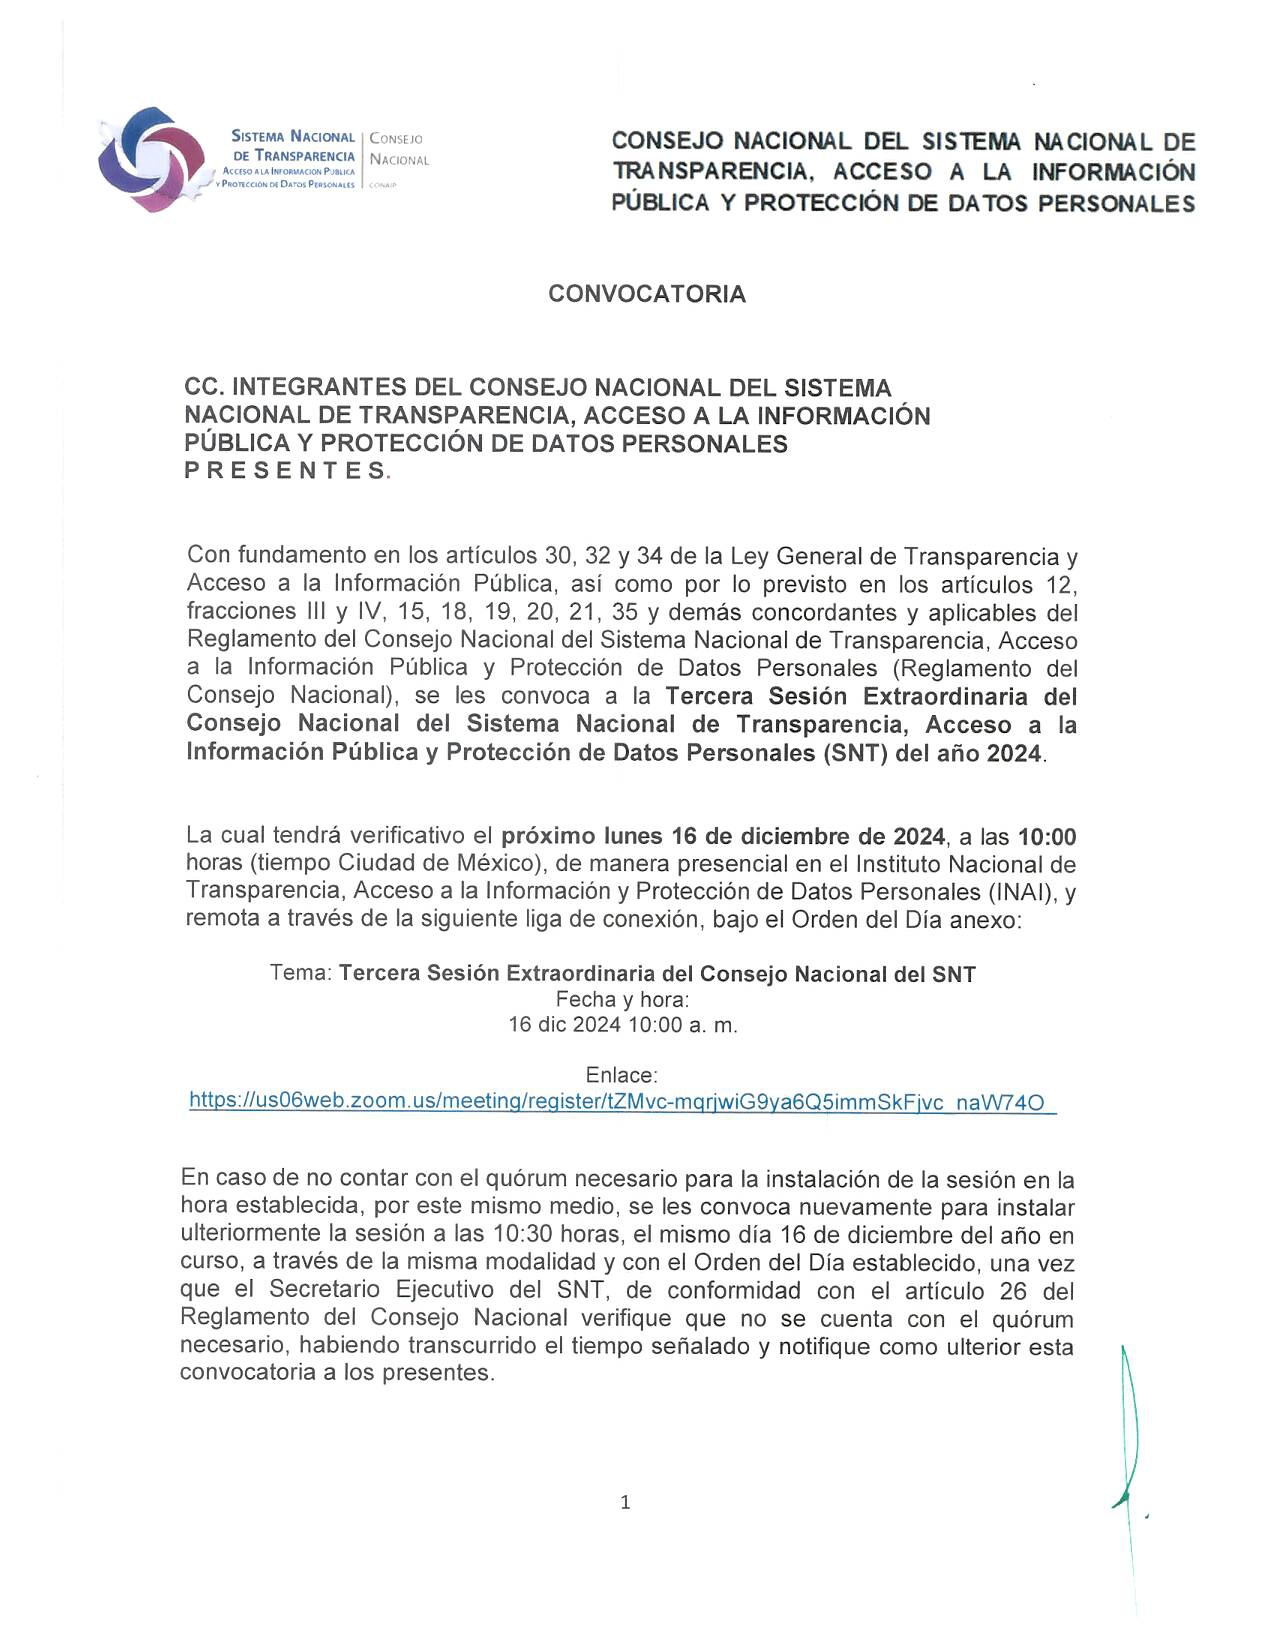 SISTEMA NACIONAL
DE TRANSPARENCIA
ACCESO A LA INFORMACIÓN PÚBLICA
Y PROTECCIÓN DE DATOS PERSONALES
CONSEJO
NACIONAL
CONAIP
CONSEJO NACIONAL DEL SISTEMA NACIONAL DE
TRANSPARENCIA, ACCESO A LA INFORMACIÓN
PÚBLICA Y PROTECCIÓN DE DATOS PERSONALES
CONVOCATORIA
CC. INTEGRANTES DEL CONSEJO NACIONAL DEL SISTEMA
NACIONAL DE TRANSPARENCIA, ACCESO A LA INFORMACIÓN
PÚBLICA Y PROTECCIÓN DE DATOS PERSONALES
P R E S E N T E S.
Con fundamento en los artículos 30, 32 y 34 de la Ley General de Transparencia y
Acceso a la Información Pública, así como por lo previsto en los artículos 12,
fracciones III y IV, 15, 18, 19, 20, 21, 35 y demás concordantes y aplicables del
Reglamento del Consejo Nacional del Sistema Nacional de Transparencia, Acceso
a la Información Pública y Protección de Datos Personales (Reglamento del
Consejo Nacional), se les convoca a la Tercera Sesión Extraordinaria del
Consejo Nacional del Sistema Nacional de Transparencia, Acceso a la
Información Pública y Protección de Datos Personales (SNT) del año 2024.
La cual tendrá verificativo el próximo lunes 16 de diciembre de 2024, a las 10:00
horas (tiempo Ciudad de México), de manera presencial en el Instituto Nacional de
Transparencia, Acceso a la Información y Protección de Datos Personales (INAI), y
remota a través de la siguiente liga de conexión, bajo el Orden del Día anexo:
Tema: Tercera Sesión Extraordinaria del Consejo Nacional del SNT
Fecha y hora:
16 dic 2024 10:00 a. m.
Enlace:
https://us06web.zoom.us/meeting/register/tZMvc-mqrjwiG9ya6Q5immSkFjvc_naW74O
En caso de no contar con el quórum necesario para la instalación de la sesión en la
hora establecida, por este mismo medio, se les convoca nuevamente para instalar
ulteriormente la sesión a las 10:30 horas, el mismo día 16 de diciembre del año en
curso, a través de la misma modalidad y con el Orden del Día establecido, una vez
que el Secretario Ejecutivo del SNT, de conformidad con el artículo 26 del
Reglamento del Consejo Nacional verifique que no se cuenta con el quórum
necesario, habiendo transcurrido el tiempo señalado y notifique como ulterior esta
convocatoria a los presentes.
1